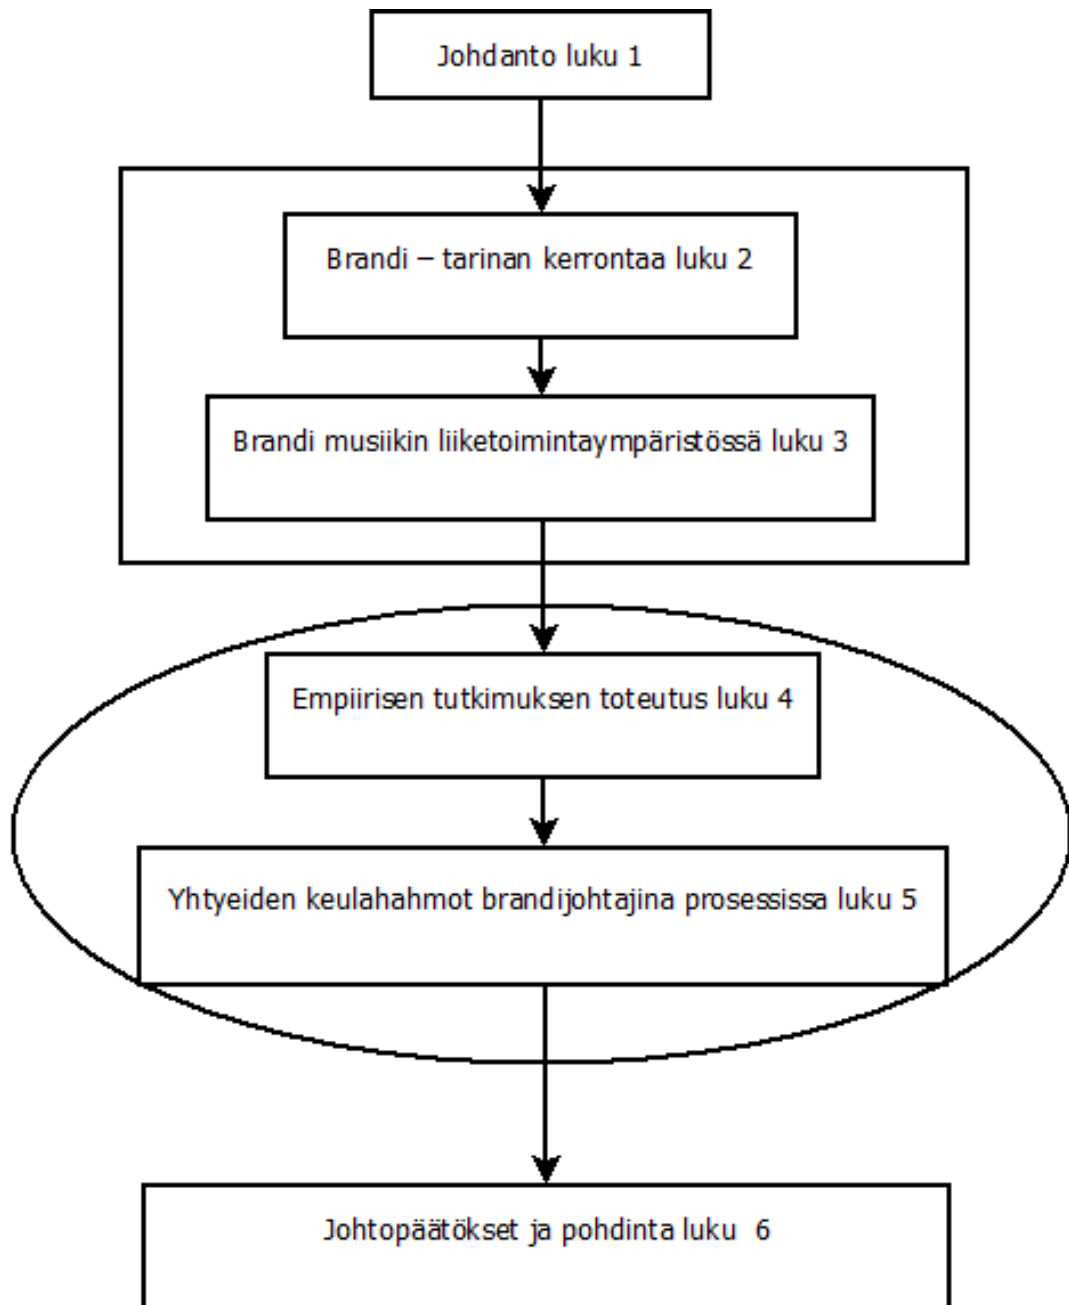 Johdanto luku 1
Brandi – tarinan kerrontaa luku 2
Brandi musiikin liiketoimintaympäristössä luku 3
Empiirisen tutkimuksen toteutus luku 4
Yhtyeiden keulahahmot brandijohtajina prosessissa luku 5
Johtopäätökset ja pohdinta luku  6